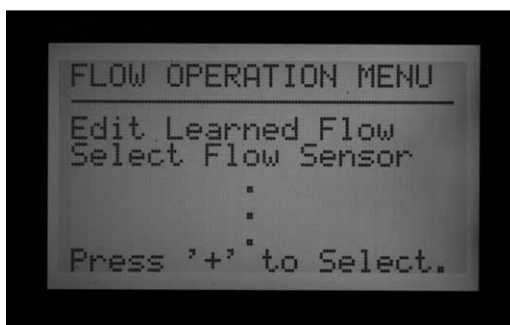 FLOW OPERATION MENU
Edit Learned Flow
Select Flow Sensor
:
:
Press '+' to Select.